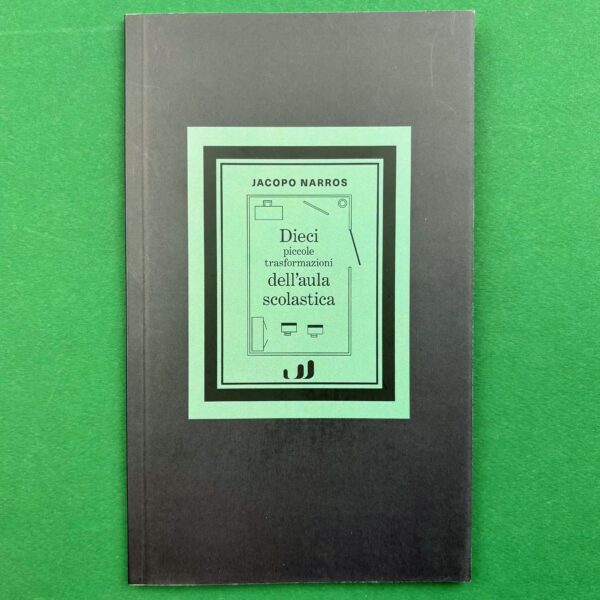 JACOPO NARROS
Dieci
piccole
trasformazioni
dell'aula
scolastica